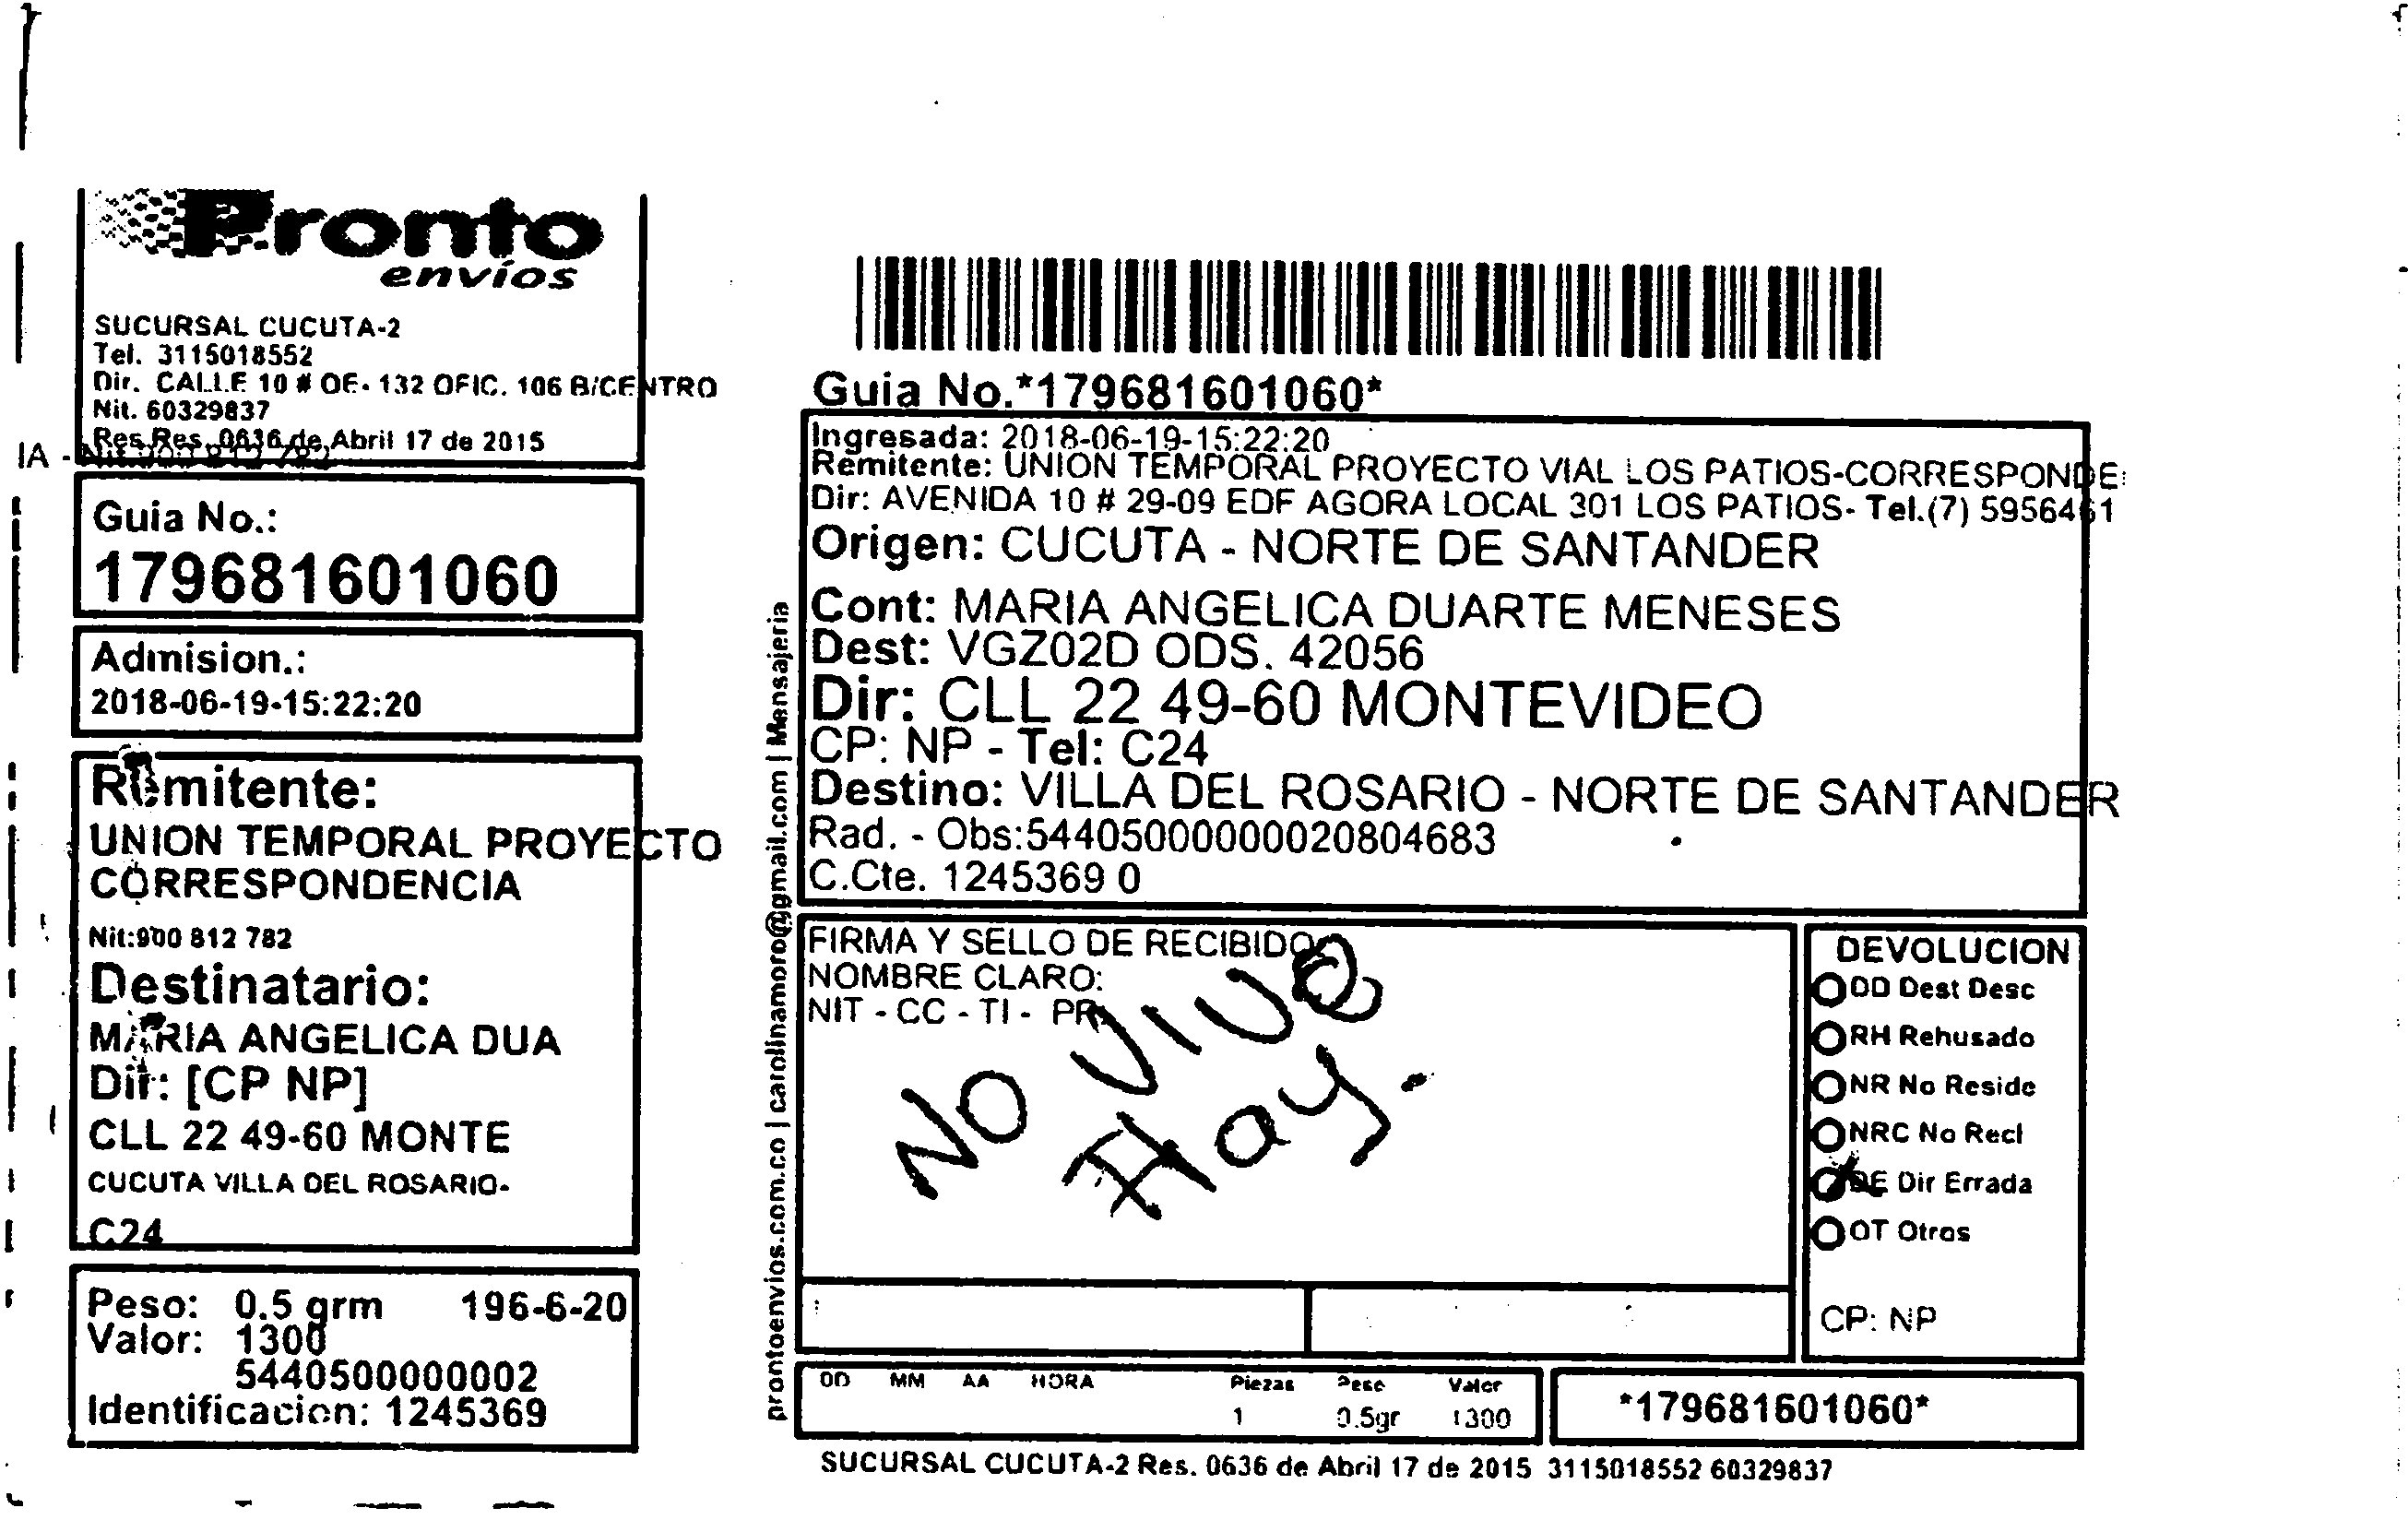 Pronto
envíos
SUCURSAL CUCUTA-2
Tel. 3115018552
Dir. CALLE 10 # OE- 132 OFIC. 106 B/CENTRO
Nit. 60329837
Res.Res. 0636 de Abril 17 de 2015
IA - Nit 900 812 782
Guia No.:
179681601060
Admision.:
2018-06-19-15:22:20
Remitente:
UNION TEMPORAL PROYECTO
CORRESPONDENCIA
Nit:900 812 782
Destinatario:
MARIA ANGELICA DUA
Dir: [CP NP]
CLL 22 49-60 MONTE
CUCUTA VILLA DEL ROSARIO-
C24
Peso: 0.5 grm 196-6-20
Valor: 1300
5440500000002
Identificacion: 1245369
prontoenvios.com.co | carolinamoro@gmail.com | Mensajeria
Guia No.*179681601060*
Ingresada: 2018-06-19-15:22:20
Remitente: UNION TEMPORAL PROYECTO VIAL LOS PATIOS-CORRESPONDE
Dir: AVENIDA 10 # 29-09 EDF AGORA LOCAL 301 LOS PATIOS- Tel.(7) 5956461
Origen: CUCUTA - NORTE DE SANTANDER
Cont: MARIA ANGELICA DUARTE MENESES
Dest: VGZ02D ODS. 42056
Dir: CLL 22 49-60 MONTEVIDEO
CP: NP - Tel: C24
Destino: VILLA DEL ROSARIO - NORTE DE SANTANDER
Rad. - Obs:544050000000020804683
C.Cte. 1245369 0
FIRMA Y SELLO DE RECIBIDO
NOMBRE CLARO:
NIT - CC - TI - PR
No Vive
Hay.
DEVOLUCION
DD Dest Desc
RH Rehusado
NR No Reside
NRC No Recl
DE Dir Errada
OT Otros
CP: NP
DD MM AA HORA Piezas Peso Valor
1 0.5gr 1300
*179681601060*
SUCURSAL CUCUTA-2 Res. 0636 de Abril 17 de 2015 3115018552 60329837